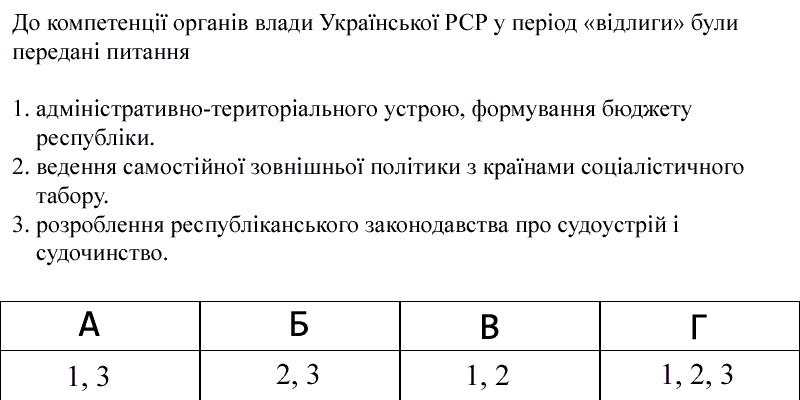 До компетенції органів влади Української РСР у період «відлиги» були
передані питання
1. адміністративно-територіального устрою, формування бюджету
республіки.
2. ведення самостійної зовнішньої політики з країнами соціалістичного
табору.
3. розроблення республіканського законодавства про судоустрій і
судочинство.
А Б В Г
1, 3 2, 3 1, 2 1, 2, 3